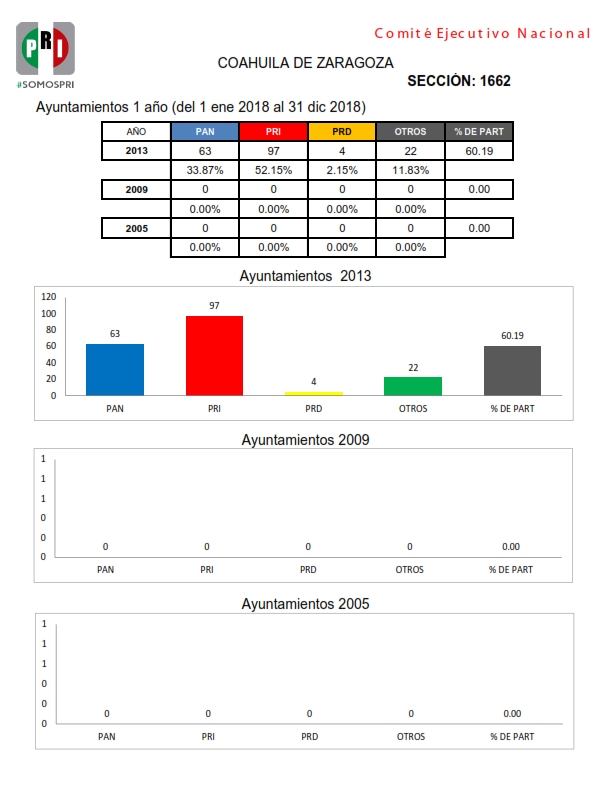 PRI
#SOMOSPRI
Comité Ejecutivo Nacional
COAHUILA DE ZARAGOZA
SECCIÓN: 1662
Ayuntamientos 1 año (del 1 ene 2018 al 31 dic 2018)
AÑO PAN PRI PRD OTROS % DE PART
2013 63 97 4 22 60.19
33.87% 52.15% 2.15% 11.83%
2009 0 0 0 0 0.00
0.00% 0.00% 0.00% 0.00%
2005 0 0 0 0 0.00
0.00% 0.00% 0.00% 0.00%
Ayuntamientos 2013
120
100
80
60
40
20
0
63 97 4 22 60.19
PAN PRI PRD OTROS % DE PART
Ayuntamientos 2009
1
1
1
0
0
0
0 0 0 0 0.00
PAN PRI PRD OTROS % DE PART
Ayuntamientos 2005
1
1
1
0
0
0
0 0 0 0 0.00
PAN PRI PRD OTROS % DE PART